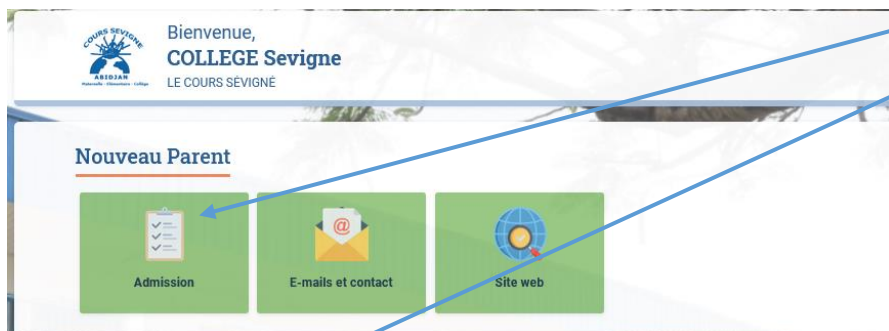 COURS SEVIGNE
ABIDJAN
Maternelle - Elémentaire - Collège
Bienvenue,
COLLEGE Sevigne
LE COURS SÉVIGNÉ
Nouveau Parent
@
Admission
E-mails et contact
Site web